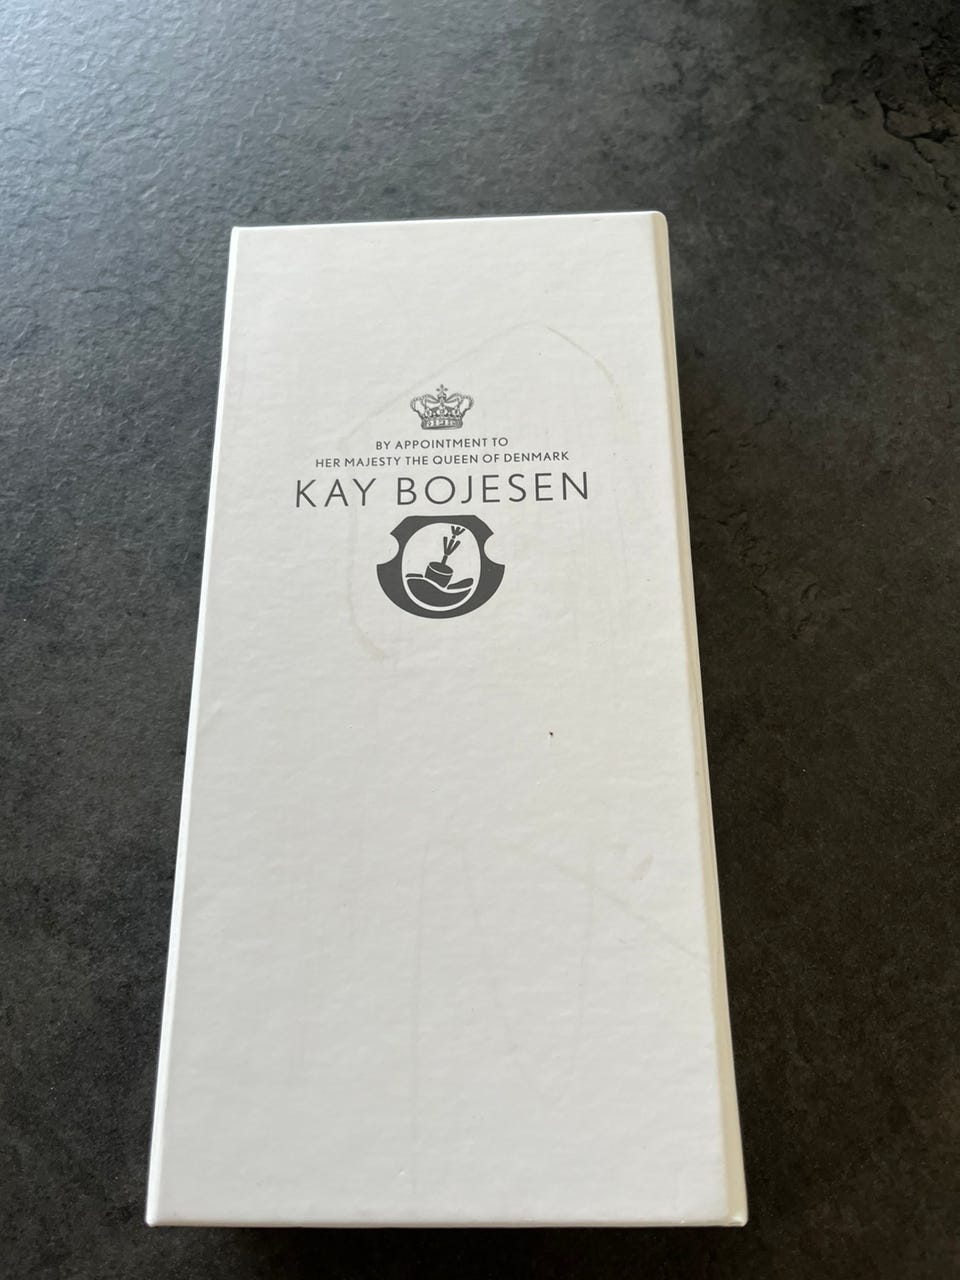 BY APPOINTMENT TO
HER MAJESTY THE QUEEN OF DENMARK
KAY BOJESEN